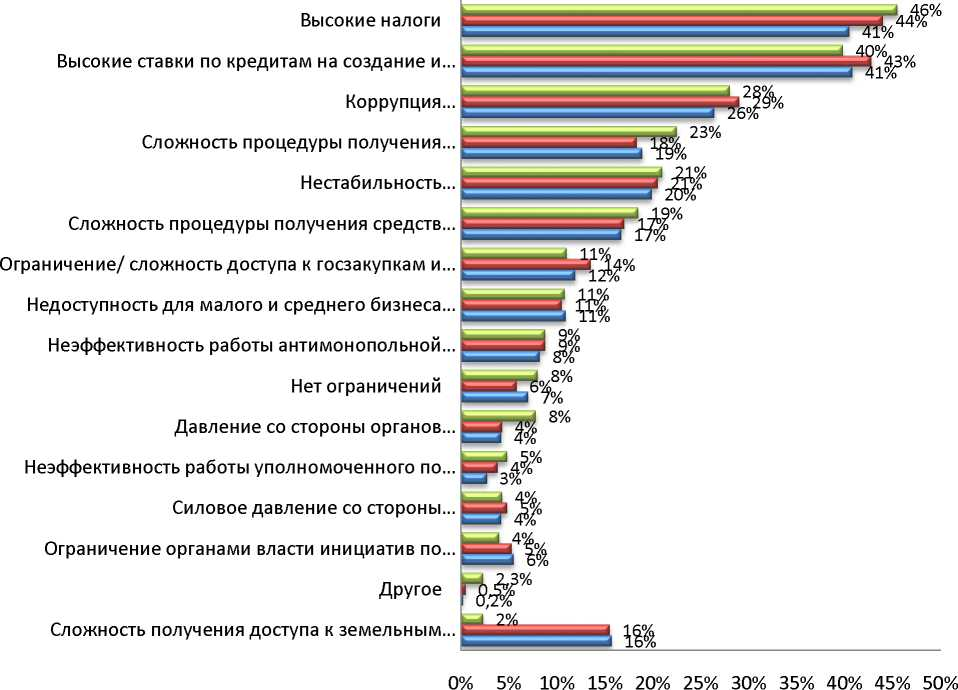 Высокие налоги
46%
44%
41%
Высокие ставки по кредитам на создание и...
40%
43%
41%
Коррупция...
28%
29%
26%
Сложность процедуры получения...
23%
18%
19%
Нестабильность...
21%
21%
20%
Сложность процедуры получения средств...
19%
17%
17%
Ограничение/ сложность доступа к госзакупкам и...
11%
14%
12%
Недоступность для малого и среднего бизнеса...
11%
11%
11%
Неэффективность работы антимонопольной...
9%
9%
8%
Нет ограничений
8%
6%
7%
Давление со стороны органов...
8%
4%
4%
Неэффективность работы уполномоченного по...
5%
4%
3%
Силовое давление со стороны...
4%
5%
4%
Ограничение органами власти инициатив по...
4%
5%
6%
Другое
2,3%
0,5%
0,2%
Сложность получения доступа к земельным...
2%
16%
16%
0% 5% 10% 15% 20% 25% 30% 35% 40% 45% 50%